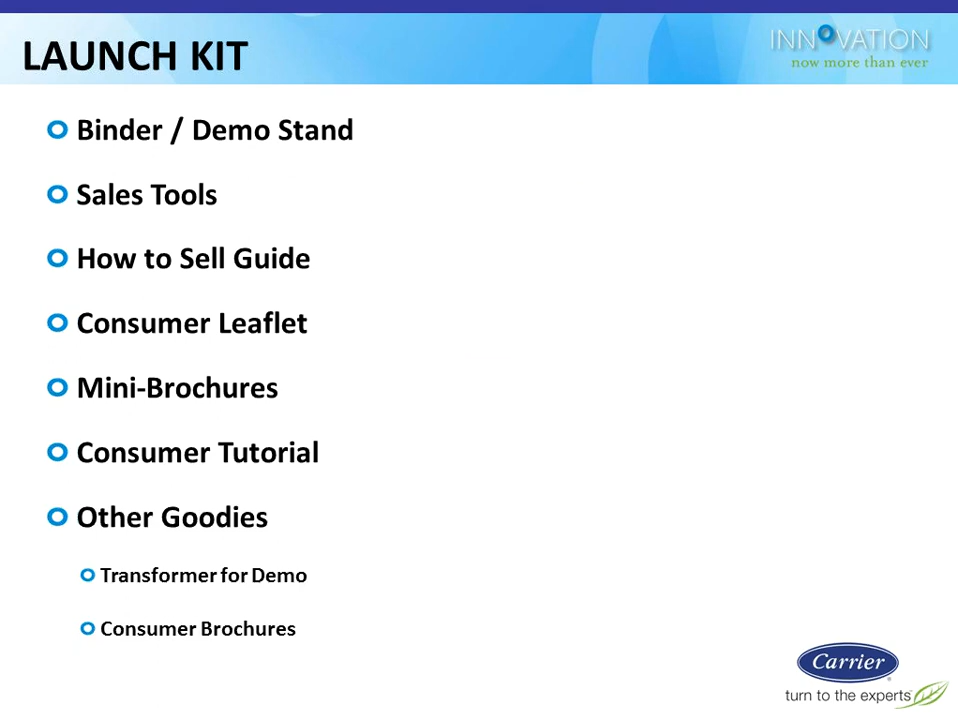 LAUNCH KIT
INNOVATION
now more than ever
Binder / Demo Stand
Sales Tools
How to Sell Guide
Consumer Leaflet
Mini-Brochures
Consumer Tutorial
Other Goodies
Transformer for Demo
Consumer Brochures
Carrier
turn to the experts